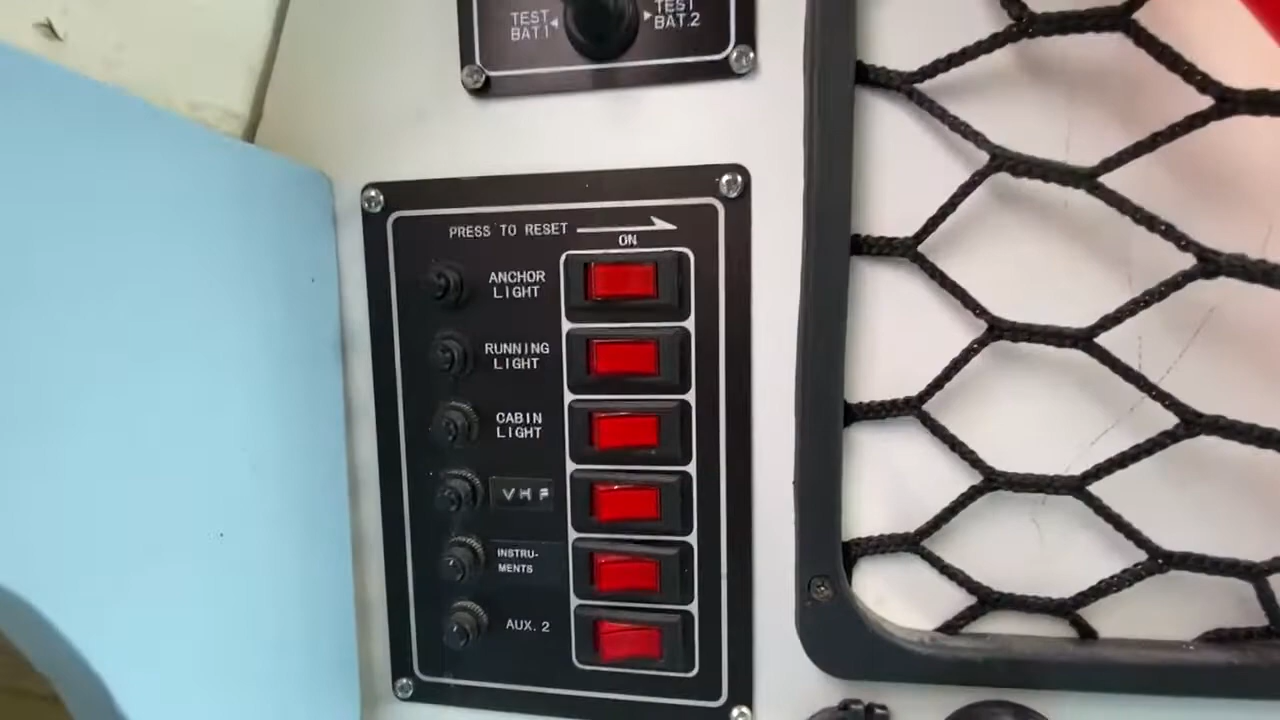 TEST
BAT.1
TEST
BAT.2
PRESS TO RESET
ON
ANCHOR
LIGHT
RUNNING
LIGHT
CABIN
LIGHT
VHF
INSTRU-
MENTS
AUX. 2